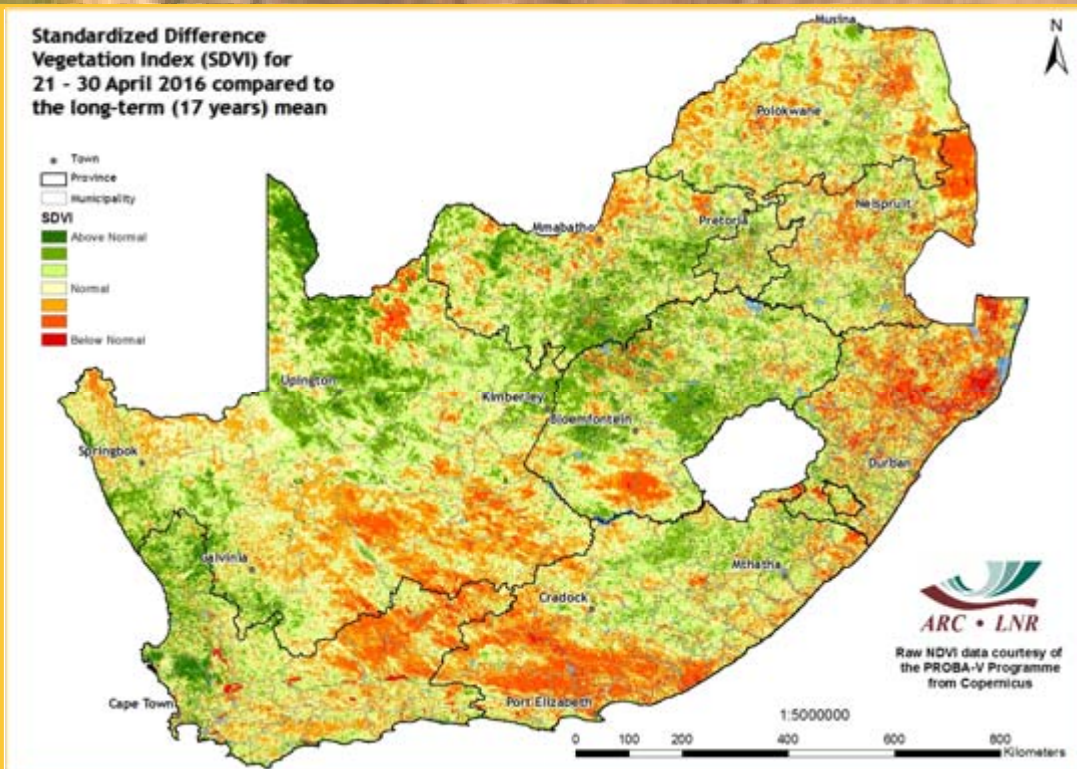 Standardized Difference
Vegetation Index (SDVI) for
21 - 30 April 2016 compared to
the long-term (17 years) mean
N
Town
Province
Municipality
SDVI
Above Normal
Normal
Below Normal
Musina
Polokwane
Nelspruit
Pretoria
Mmabatho
Upington
Kimberley
Bloemfontein
Springbok
Durban
Calvinia
Mthatha
Cradock
Cape Town
Port Elizabeth
ARC • LNR
Raw NDVI data courtesy of
the PROBA-V Programme
from Copernicus
1:5000000
0 100 200 400 600 800
Kilometers